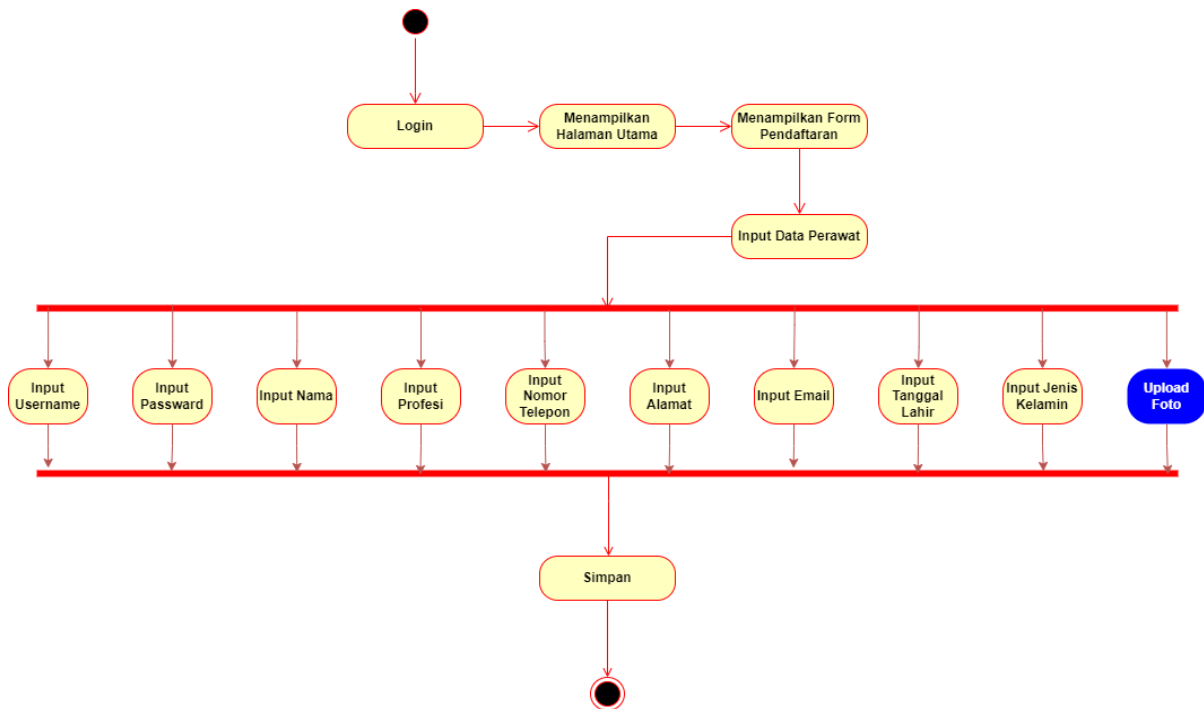 Login
Menampilkan
Halaman Utama
Menampilkan Form
Pendaftaran
Input Data Perawat
Input
Username
Input
Passward
Input Nama
Input
Profesi
Input
Nomor
Telepon
Input
Alamat
Input Email
Input
Tanggal
Lahir
Input Jenis
Kelamin
Upload
Foto
Simpan